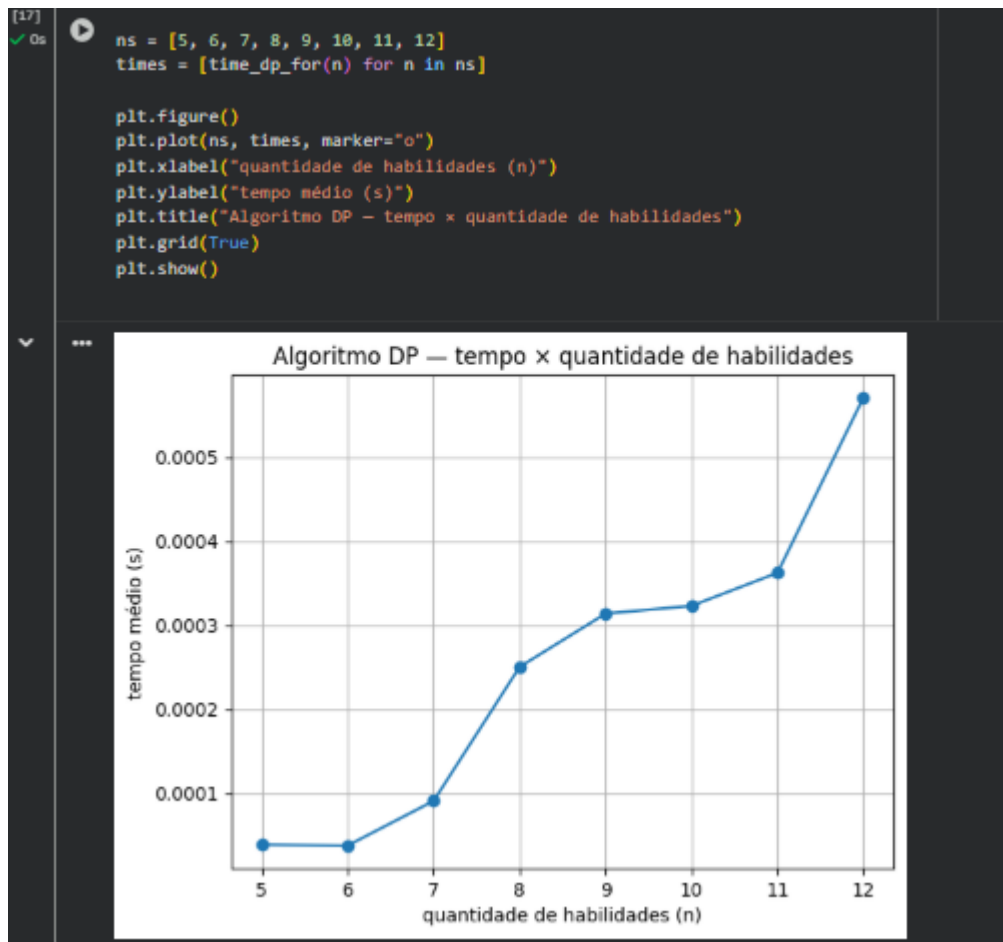 [17]
0s
ns = [5, 6, 7, 8, 9, 10, 11, 12]
times = [time_dp_for(n) for n in ns]
plt.figure()
plt.plot(ns, times, marker="o")
plt.xlabel("quantidade de habilidades (n)")
plt.ylabel("tempo médio (s)")
plt.title("Algoritmo DP — tempo × quantidade de habilidades")
plt.grid(True)
plt.show()
Algoritmo DP — tempo × quantidade de habilidades
tempo médio (s)
0.0005
0.0004
0.0003
0.0002
0.0001
5 6 7 8 9 10 11 12
quantidade de habilidades (n)